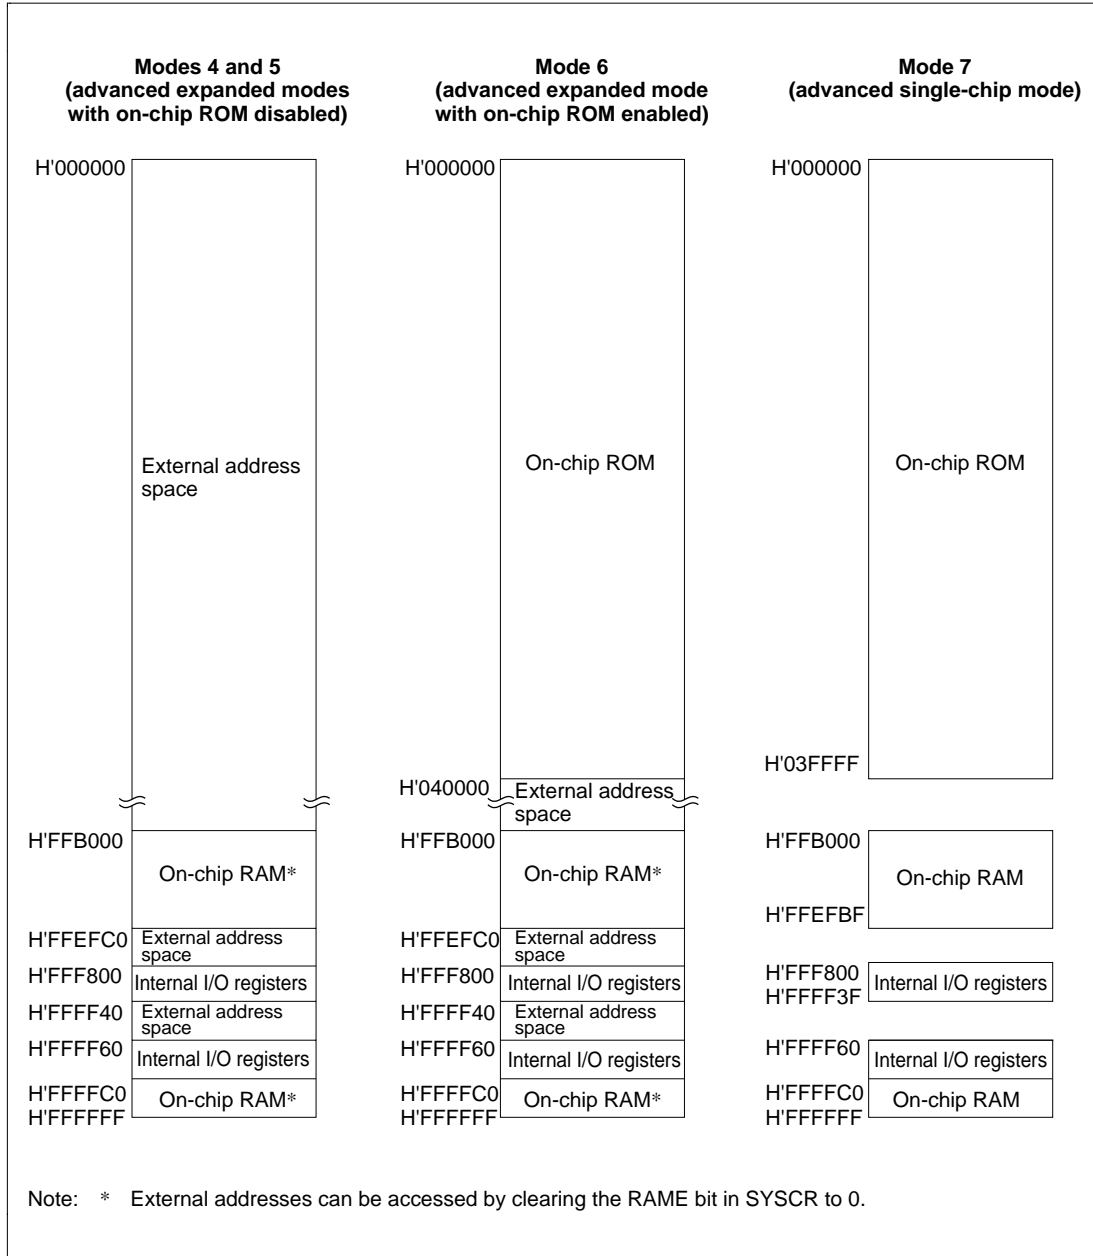 Modes 4 and 5
(advanced expanded modes
with on-chip ROM disabled)
H'000000
External address
space
H'FFB000
On-chip RAM*
H'FFEFC0
External address
space
H'FFF800
Internal I/O registers
H'FFFF40
External address
space
H'FFFF60
Internal I/O registers
H'FFFFC0
On-chip RAM*
H'FFFFFF
Mode 6
(advanced expanded mode
with on-chip ROM enabled)
H'000000
On-chip ROM
H'040000
External address
space
H'FFB000
On-chip RAM*
H'FFEFC0
External address
space
H'FFF800
Internal I/O registers
H'FFFF40
External address
space
H'FFFF60
Internal I/O registers
H'FFFFC0
On-chip RAM*
H'FFFFFF
Mode 7
(advanced single-chip mode)
H'000000
On-chip ROM
H'03FFFF
H'FFB000
On-chip RAM
H'FFEFBF
H'FFF800
Internal I/O registers
H'FFFF3F
H'FFFF60
Internal I/O registers
H'FFFFC0
On-chip RAM
H'FFFFFF
Note: * External addresses can be accessed by clearing the RAME bit in SYSCR to 0.